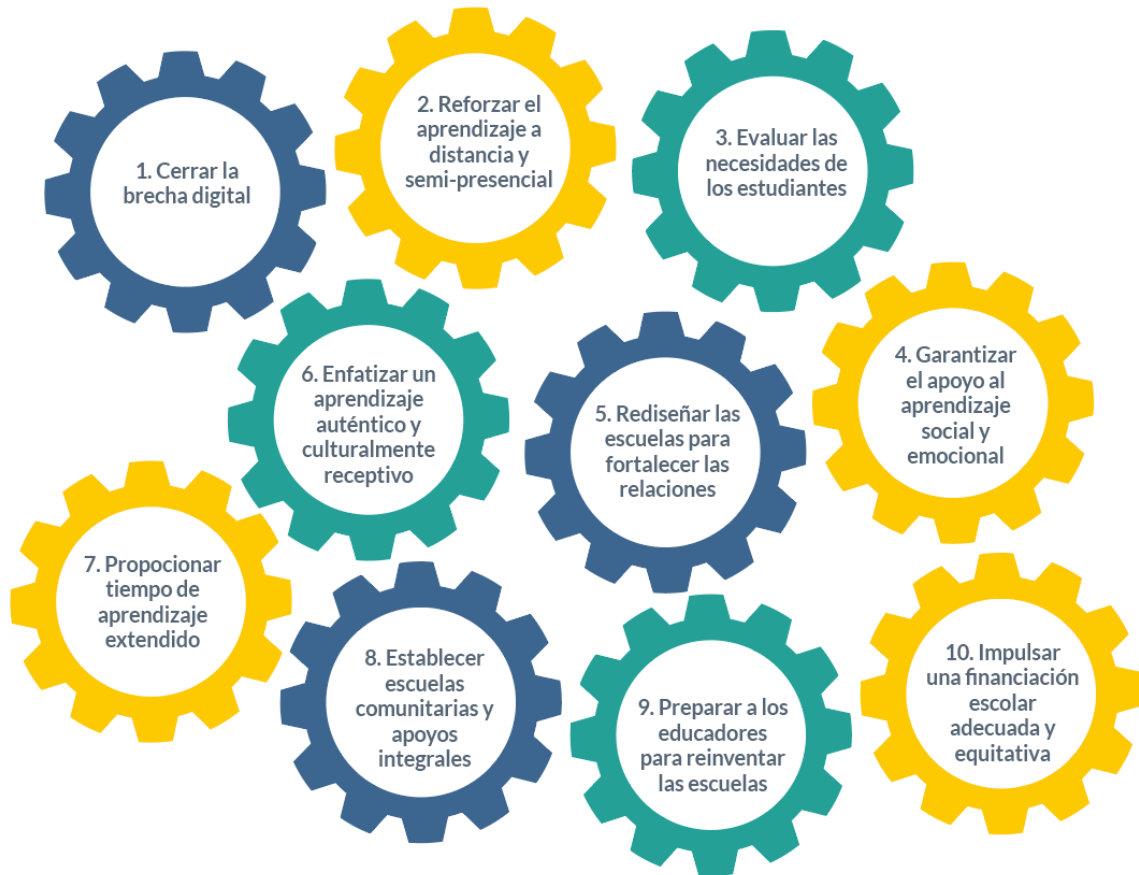 1. Cerrar la
brecha digital
2. Reforzar el
aprendizaje a
distancia y
semi-presencial
3. Evaluar las
necesidades de
los estudiantes
4. Garantizar
el apoyo al
aprendizaje
social y
emocional
5. Rediseñar las
escuelas para
fortalecer las
relaciones
6. Enfatizar un
aprendizaje
auténtico y
culturalmente
receptivo
7. Propocionar
tiempo de
aprendizaje
extendido
8. Establecer
escuelas
comunitarias y
apoyos
integrales
9. Preparar a los
educadores
para reinventar
las escuelas
10. Impulsar
una financiación
escolar
adecuada y
equitativa